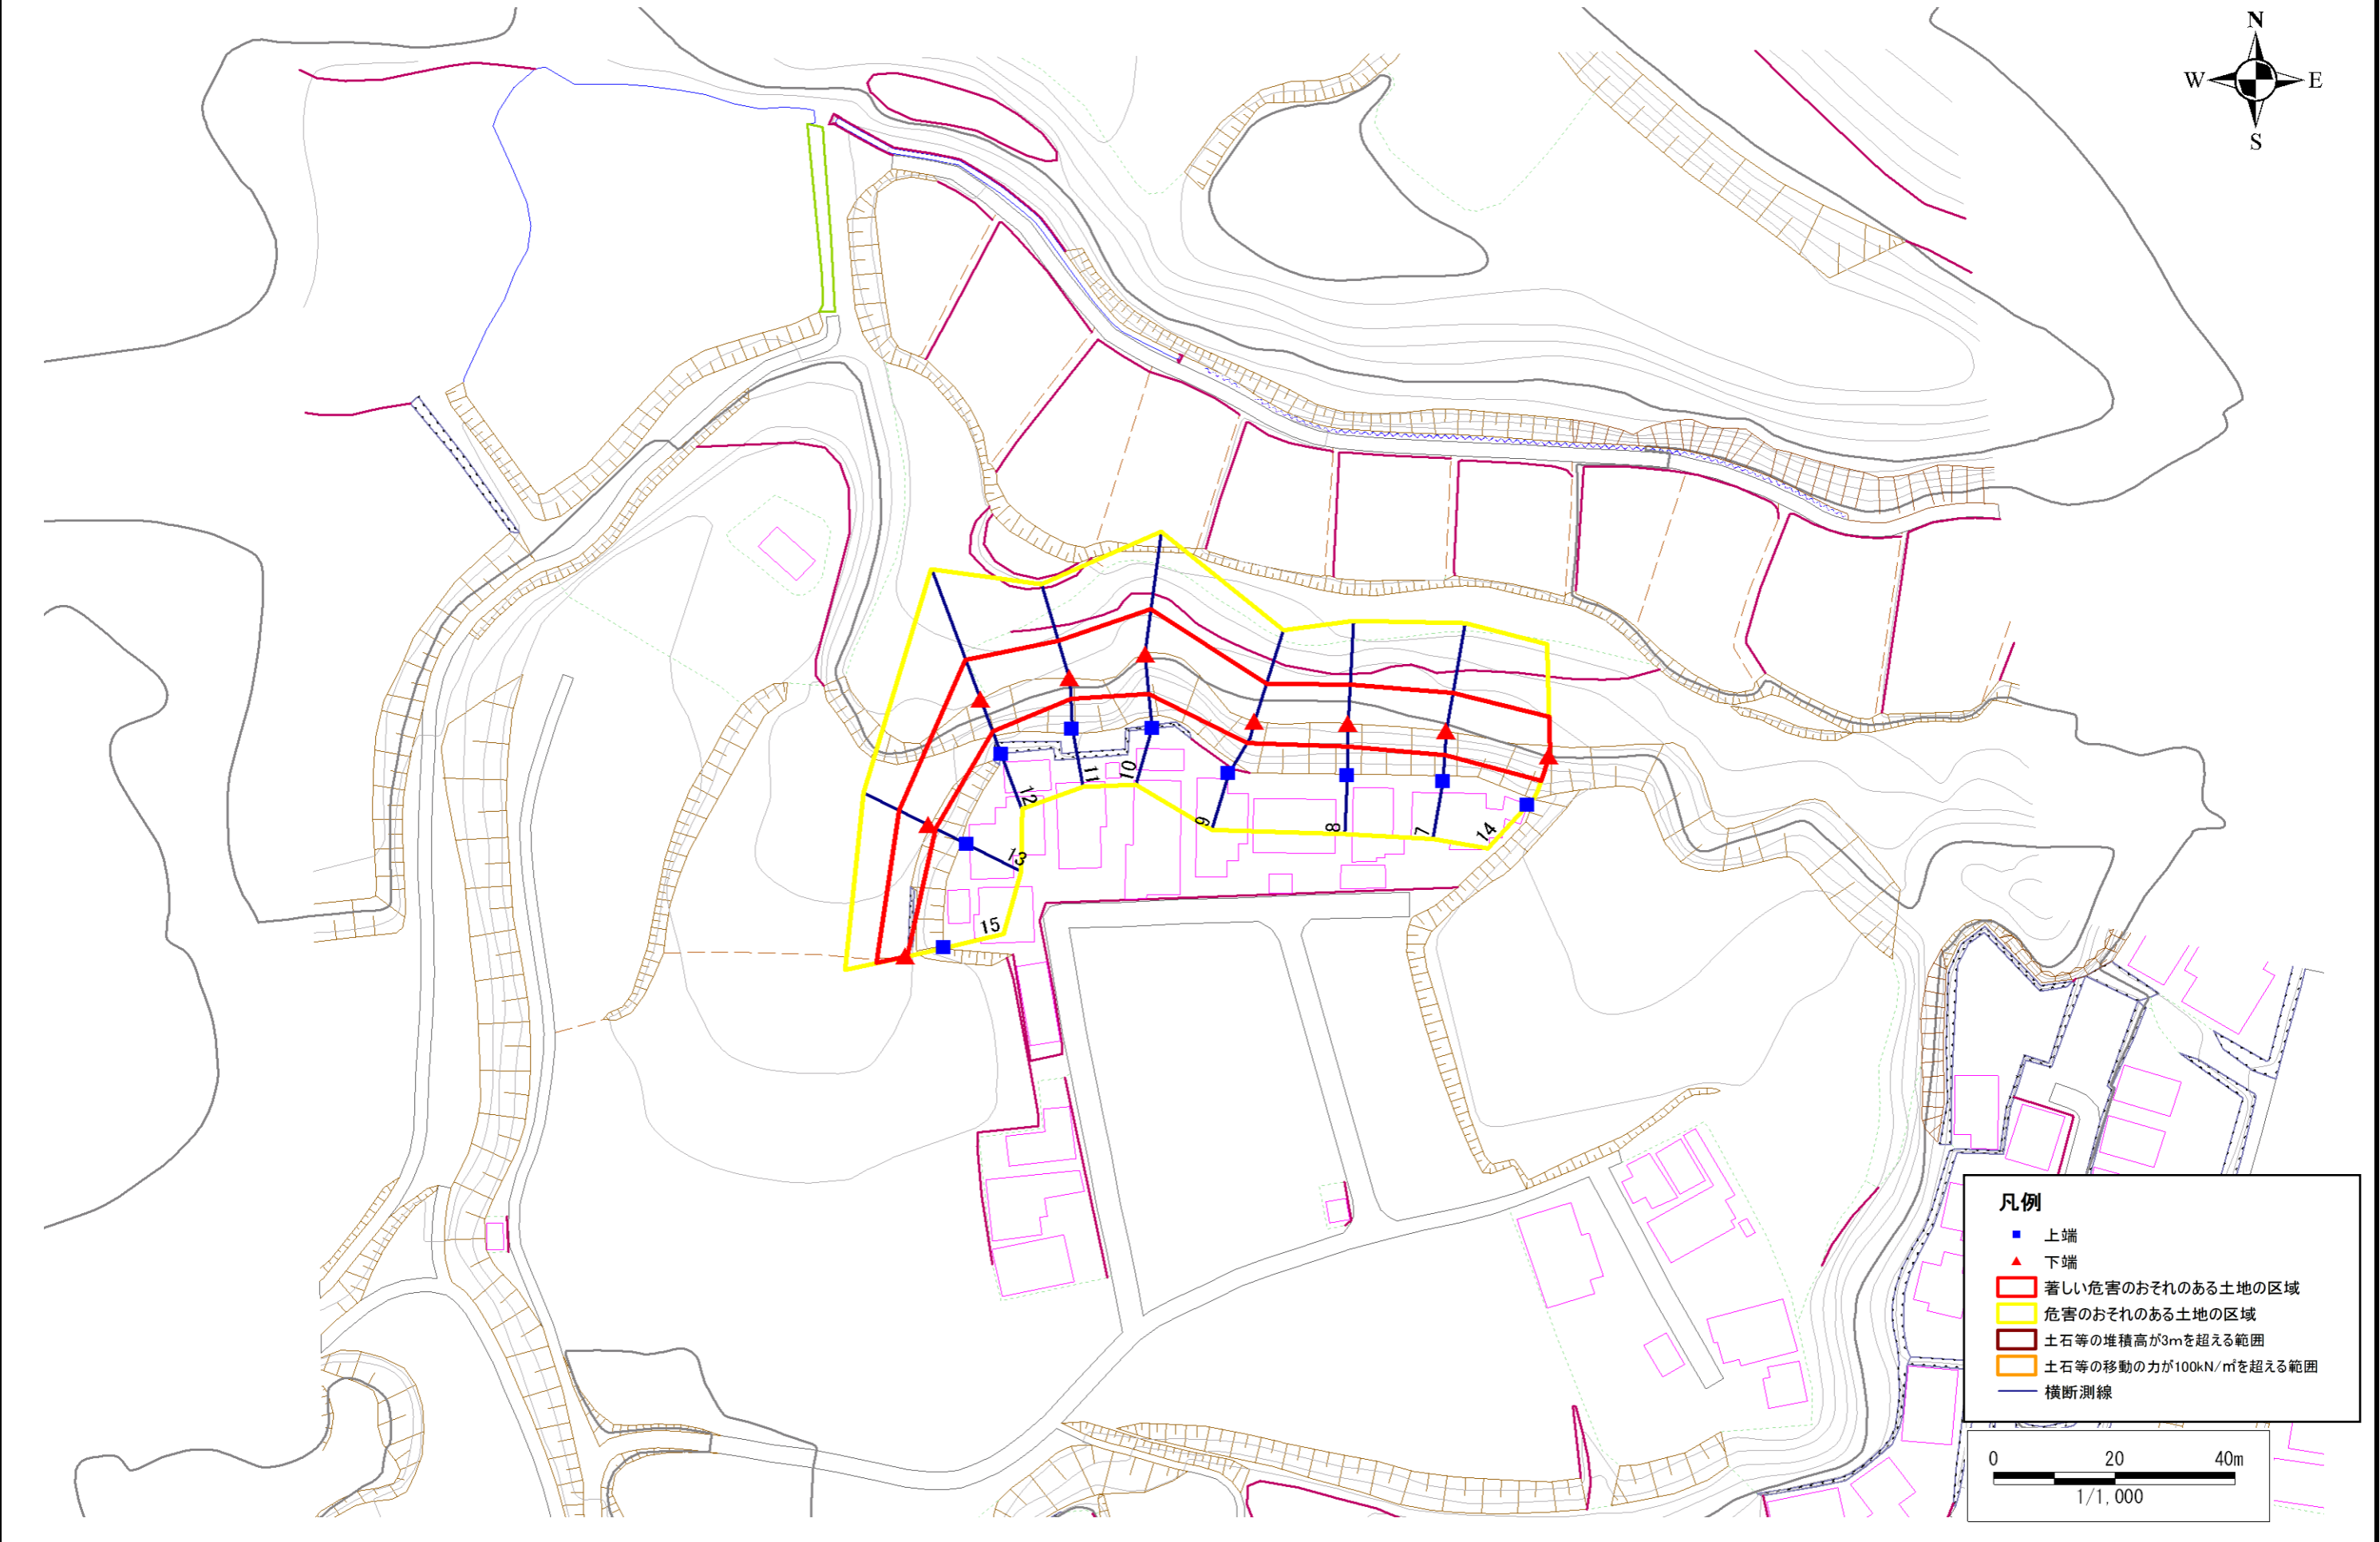 N
W E
S
12
11
10
9
8
7
14
13
15
凡例
上端
下端
著しい危害のおそれのある土地の区域
危害のおそれのある土地の区域
土石等の堆積高が3mを超える範囲
土石等の移動の力が100kN/㎡を超える範囲
横断測線
0 20 40m
1/1,000